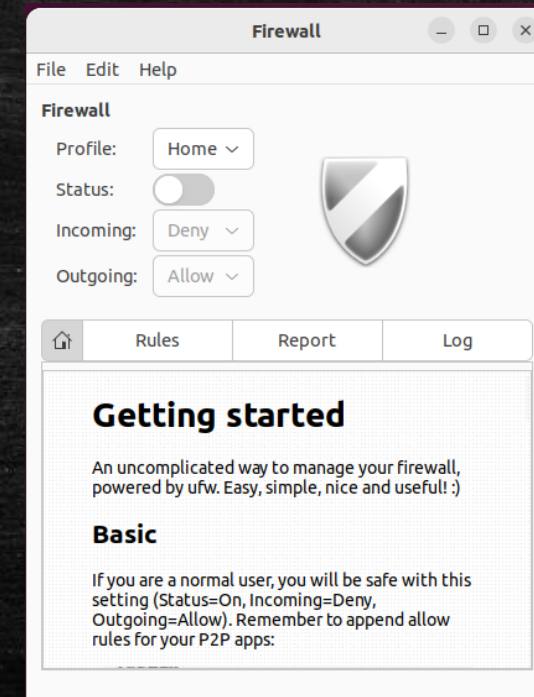 Firewall
File Edit Help
Firewall
Profile: Home
Status:
Incoming: Deny
Outgoing: Allow
Rules Report Log
Getting started
An uncomplicated way to manage your firewall,
powered by ufw. Easy, simple, nice and useful! :)
Basic
If you are a normal user, you will be safe with this
setting (Status=On, Incoming=Deny,
Outgoing=Allow). Remember to append allow
rules for your P2P apps: